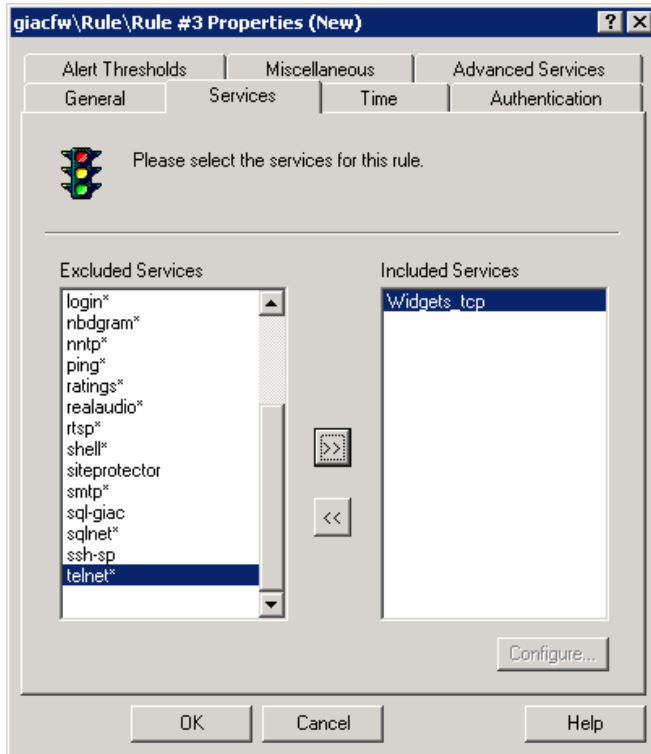 giacfw\Rule\Rule #3 Properties (New)
Alert Thresholds Miscellaneous Advanced Services
General Services Time Authentication
Please select the services for this rule.
Excluded Services Included Services
login* Widgets_tcp
nbdgram*
nntp*
ping*
ratings*
realaudio*
rtsp*
shell*
siteprotector
smtp*
sql-giac
sqlnet*
ssh-sp
telnet*
>>
<<
Configure...
OK Cancel Help